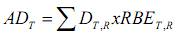 AD_T = ∑ D_{T,R} x RBE_{T,R}